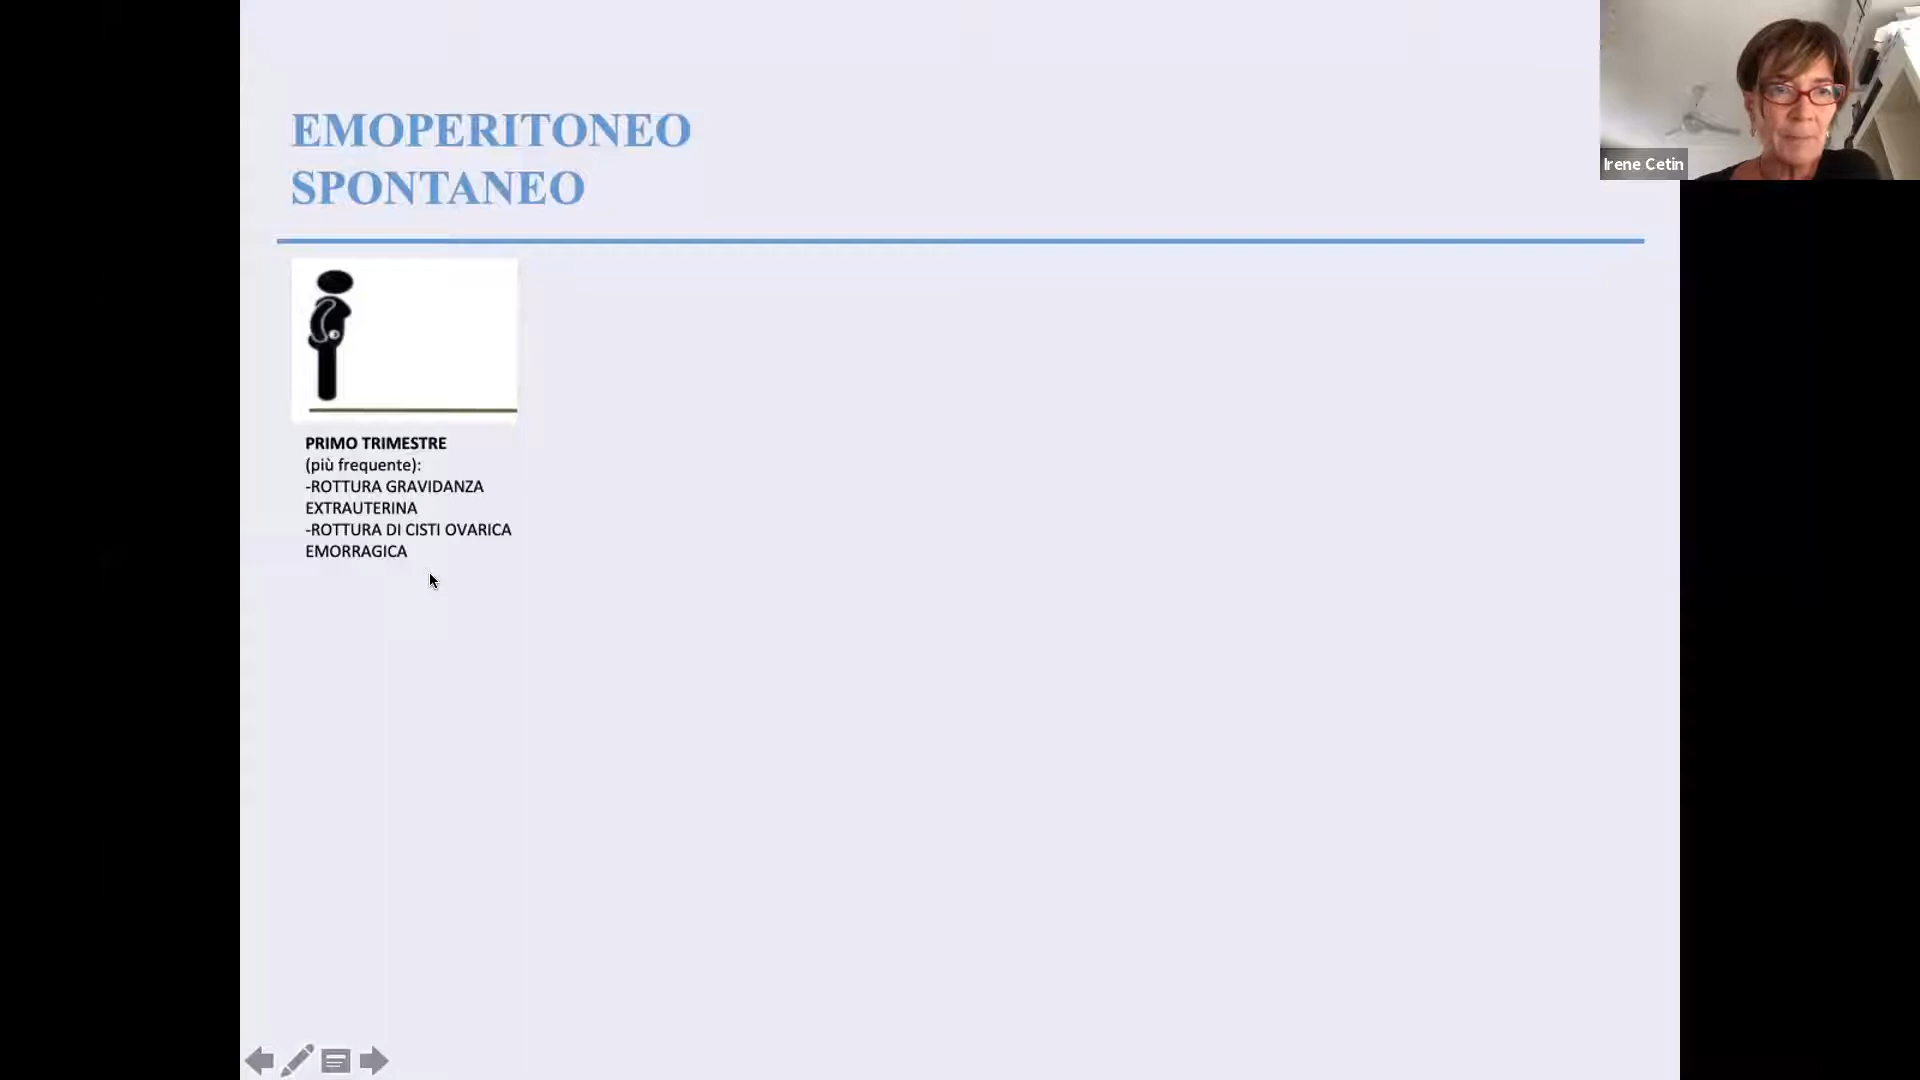 EMOPERITONEO
SPONTANEO
Irene Cetin
PRIMO TRIMESTRE
(più frequente):
-ROTTURA GRAVIDANZA
EXTRAUTERINA
-ROTTURA DI CISTI OVARICA
EMORRAGICA